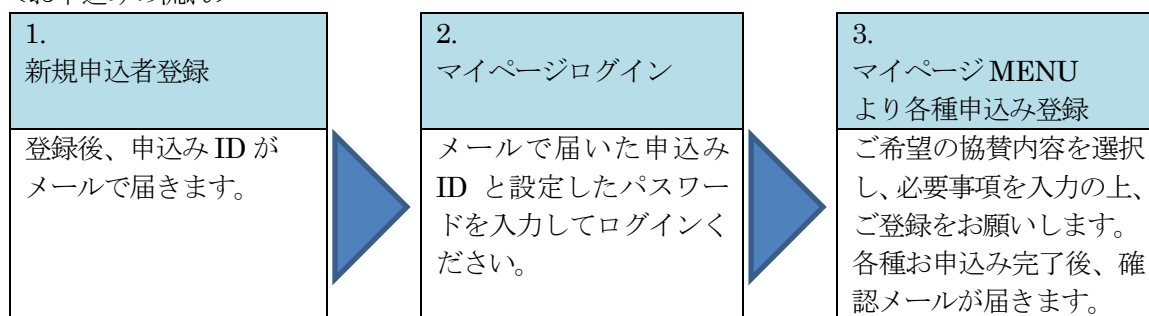 1.
新規申込者登録
登録後、申込み ID が
メールで届きます。
2.
マイページログイン
メールで届いた申込み
ID と設定したパスワー
ドを入力してログインく
ださい。
3.
マイページ MENU
より各種申込み登録
ご希望の協賛内容を選択
し、必要事項を入力の上、
ご登録をお願いします。
各種お申込み完了後、確
認メールが届きます。